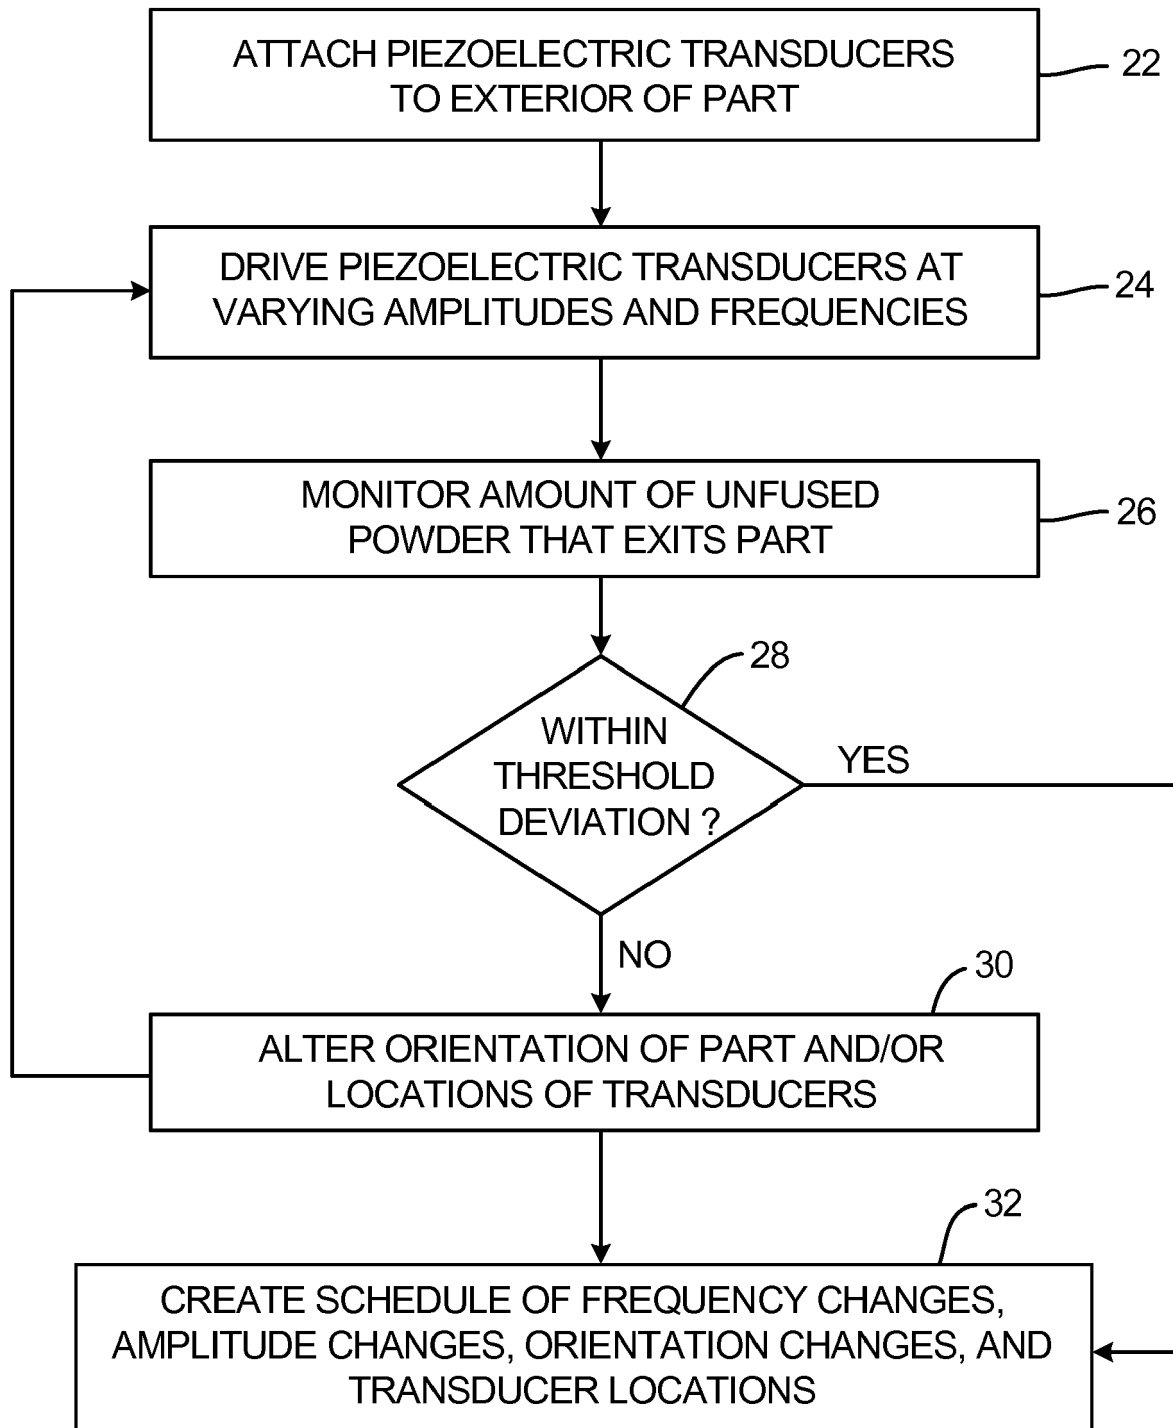 ATTACH PIEZOELECTRIC TRANSDUCERS
TO EXTERIOR OF PART
22
DRIVE PIEZOELECTRIC TRANSDUCERS AT
VARYING AMPLITUDES AND FREQUENCIES
24
MONITOR AMOUNT OF UNFUSED
POWDER THAT EXITS PART
26
28
WITHIN
THRESHOLD
DEVIATION ?
YES
NO
30
ALTER ORIENTATION OF PART AND/OR
LOCATIONS OF TRANSDUCERS
32
CREATE SCHEDULE OF FREQUENCY CHANGES,
AMPLITUDE CHANGES, ORIENTATION CHANGES, AND
TRANSDUCER LOCATIONS